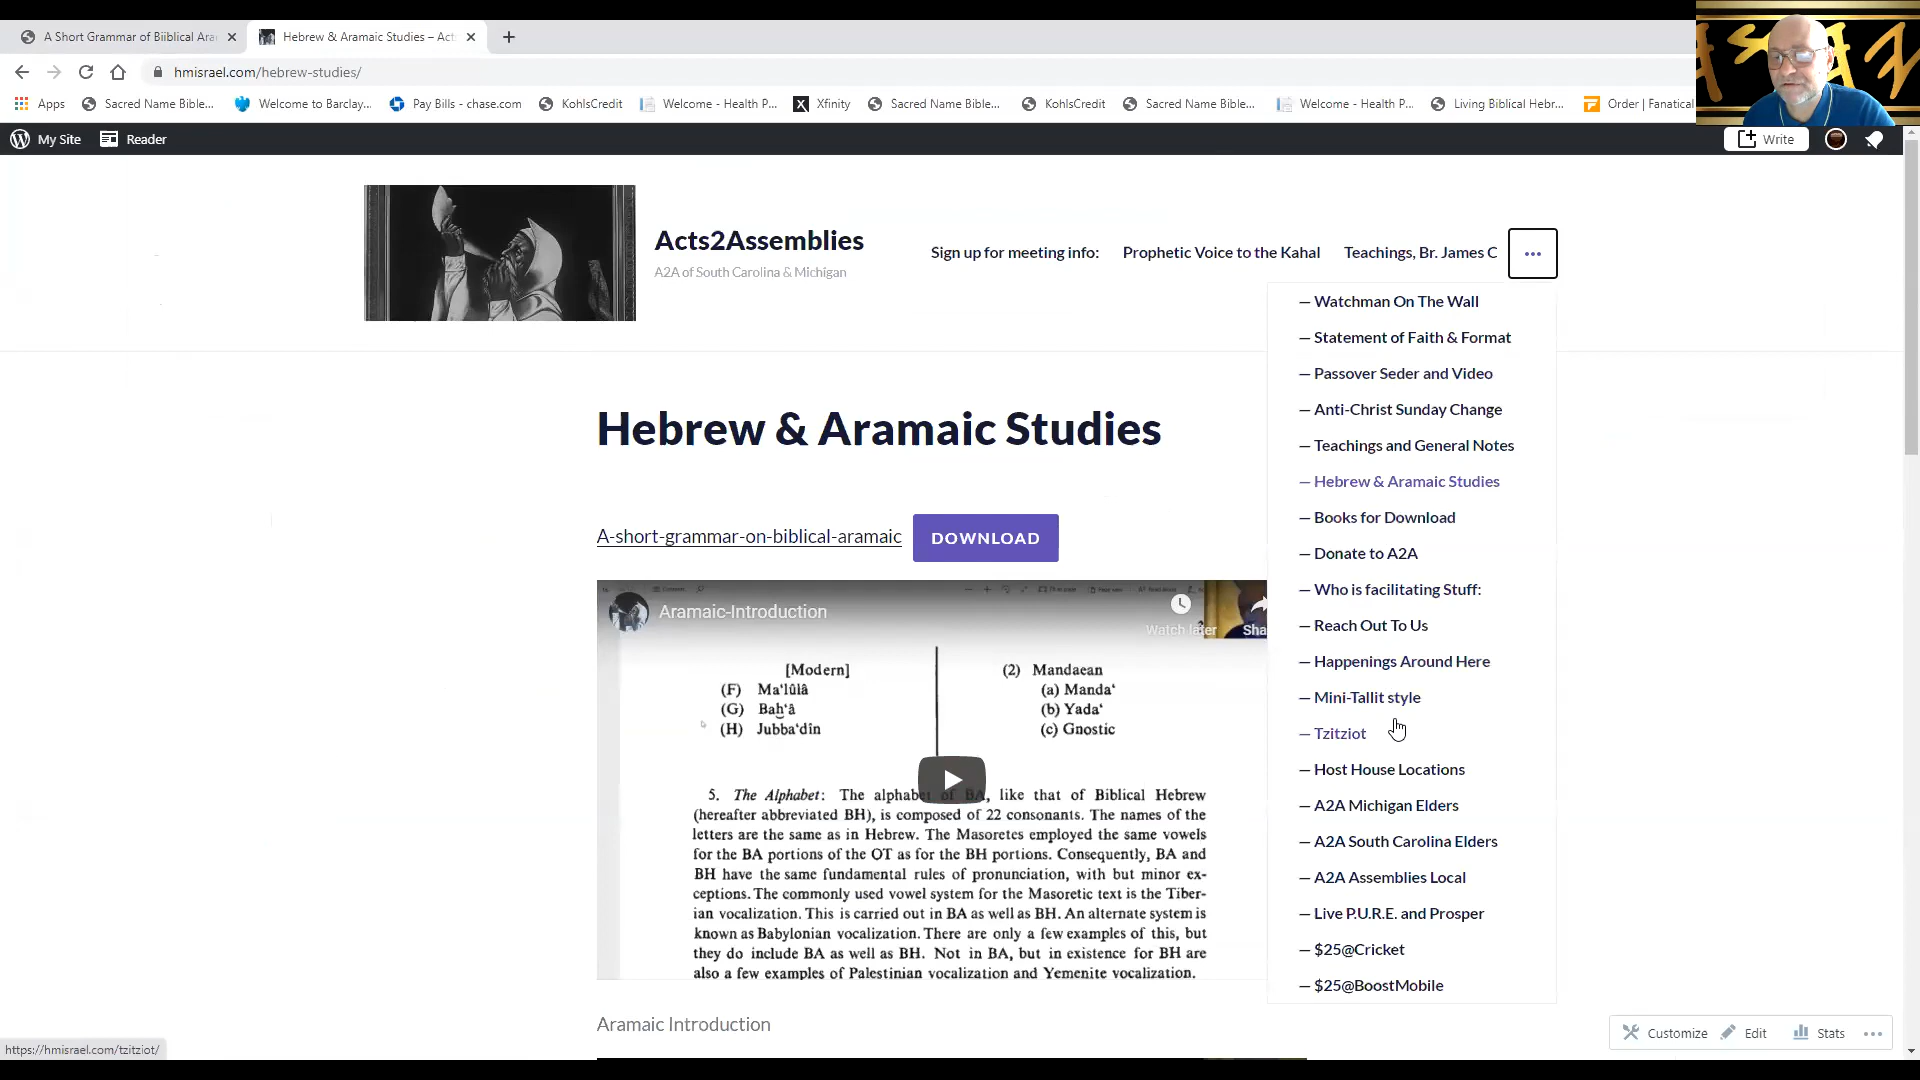 A Short Grammar of Biiblical Ara
Hebrew & Aramaic Studies – Act
hmisrael.com/hebrew-studies/
Apps
Sacred Name Bible...
Welcome to Barclay...
Pay Bills - chase.com
KohlsCredit
Welcome - Health P...
Xfinity
Sacred Name Bible...
KohlsCredit
Sacred Name Bible...
Welcome - Health P...
Living Biblical Hebr...
Order | Fanatical
My Site
Reader
Write
Acts2Assemblies
A2A of South Carolina & Michigan
Sign up for meeting info:
Prophetic Voice to the Kahal
Teachings, Br. James C
...
— Watchman On The Wall
— Statement of Faith & Format
— Passover Seder and Video
— Anti-Christ Sunday Change
— Teachings and General Notes
— Hebrew & Aramaic Studies
— Books for Download
— Donate to A2A
— Who is facilitating Stuff:
— Reach Out To Us
— Happenings Around Here
— Mini-Tallit style
— Tzitziot
— Host House Locations
— A2A Michigan Elders
— A2A South Carolina Elders
— A2A Assemblies Local
— Live P.U.R.E. and Prosper
— $25@Cricket
— $25@BoostMobile
Hebrew & Aramaic Studies
A-short-grammar-on-biblical-aramaic
DOWNLOAD
Aramaic-Introduction
Watch later
Sha
[Modern]
(F) Ma'lûlâ
(G) Baḫ'â
(H) Jubba'dîn
(2) Mandaean
(a) Manda'
(b) Yada'
(c) Gnostic
5. The Alphabet: The alphabet of BA, like that of Biblical Hebrew
(hereafter abbreviated BH), is composed of 22 consonants. The names of the
letters are the same as in Hebrew. The Masoretes employed the same vowels
for the BA portions of the OT as for the BH portions. Consequently, BA and
BH have the same fundamental rules of pronunciation, with but minor ex-
ceptions. The commonly used vowel system for the Masoretic text is the Tiber-
ian vocalization. This is carried out in BA as well as BH. An alternate system is
known as Babylonian vocalization. There are only a few examples of this, but
they do include BA as well as BH. Not in BA, but in existence for BH are
also a few examples of Palestinian vocalization and Yemenite vocalization.
Aramaic Introduction
Customize
Edit
Stats
...
https://hmisrael.com/tzitziot/